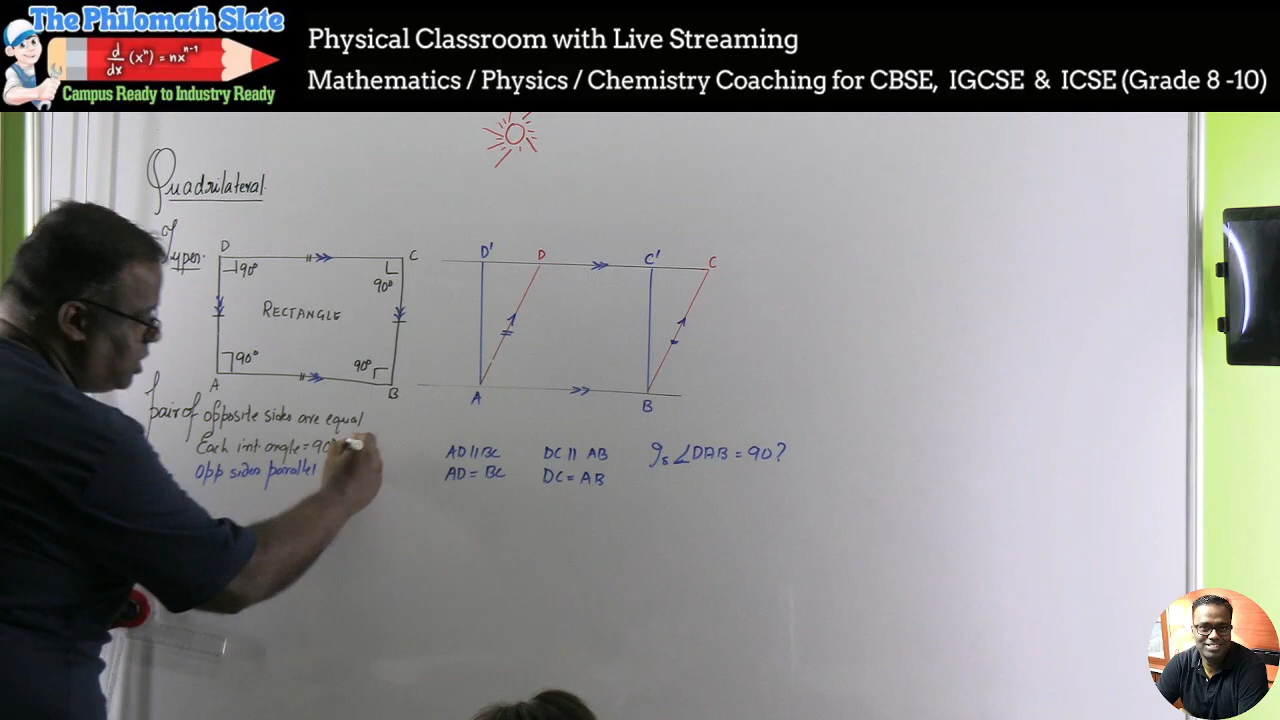 The Philomath Slate
d/dx (xⁿ) = nxⁿ⁻¹
Campus Ready to Industry Ready
Physical Classroom with Live Streaming
Mathematics / Physics / Chemistry Coaching for CBSE, IGCSE & ICSE (Grade 8 -10)
Quadrilateral
Types
D
C
90°
90°
RECTANGLE
90°
90°
A
B
pair of opposite sides are equal
Each int angle = 90
Opp sides parallel
D'
D
C'
C
A
B
AD || BC
AD = BC
DC || AB
DC = AB
Is ∠DAB = 90?